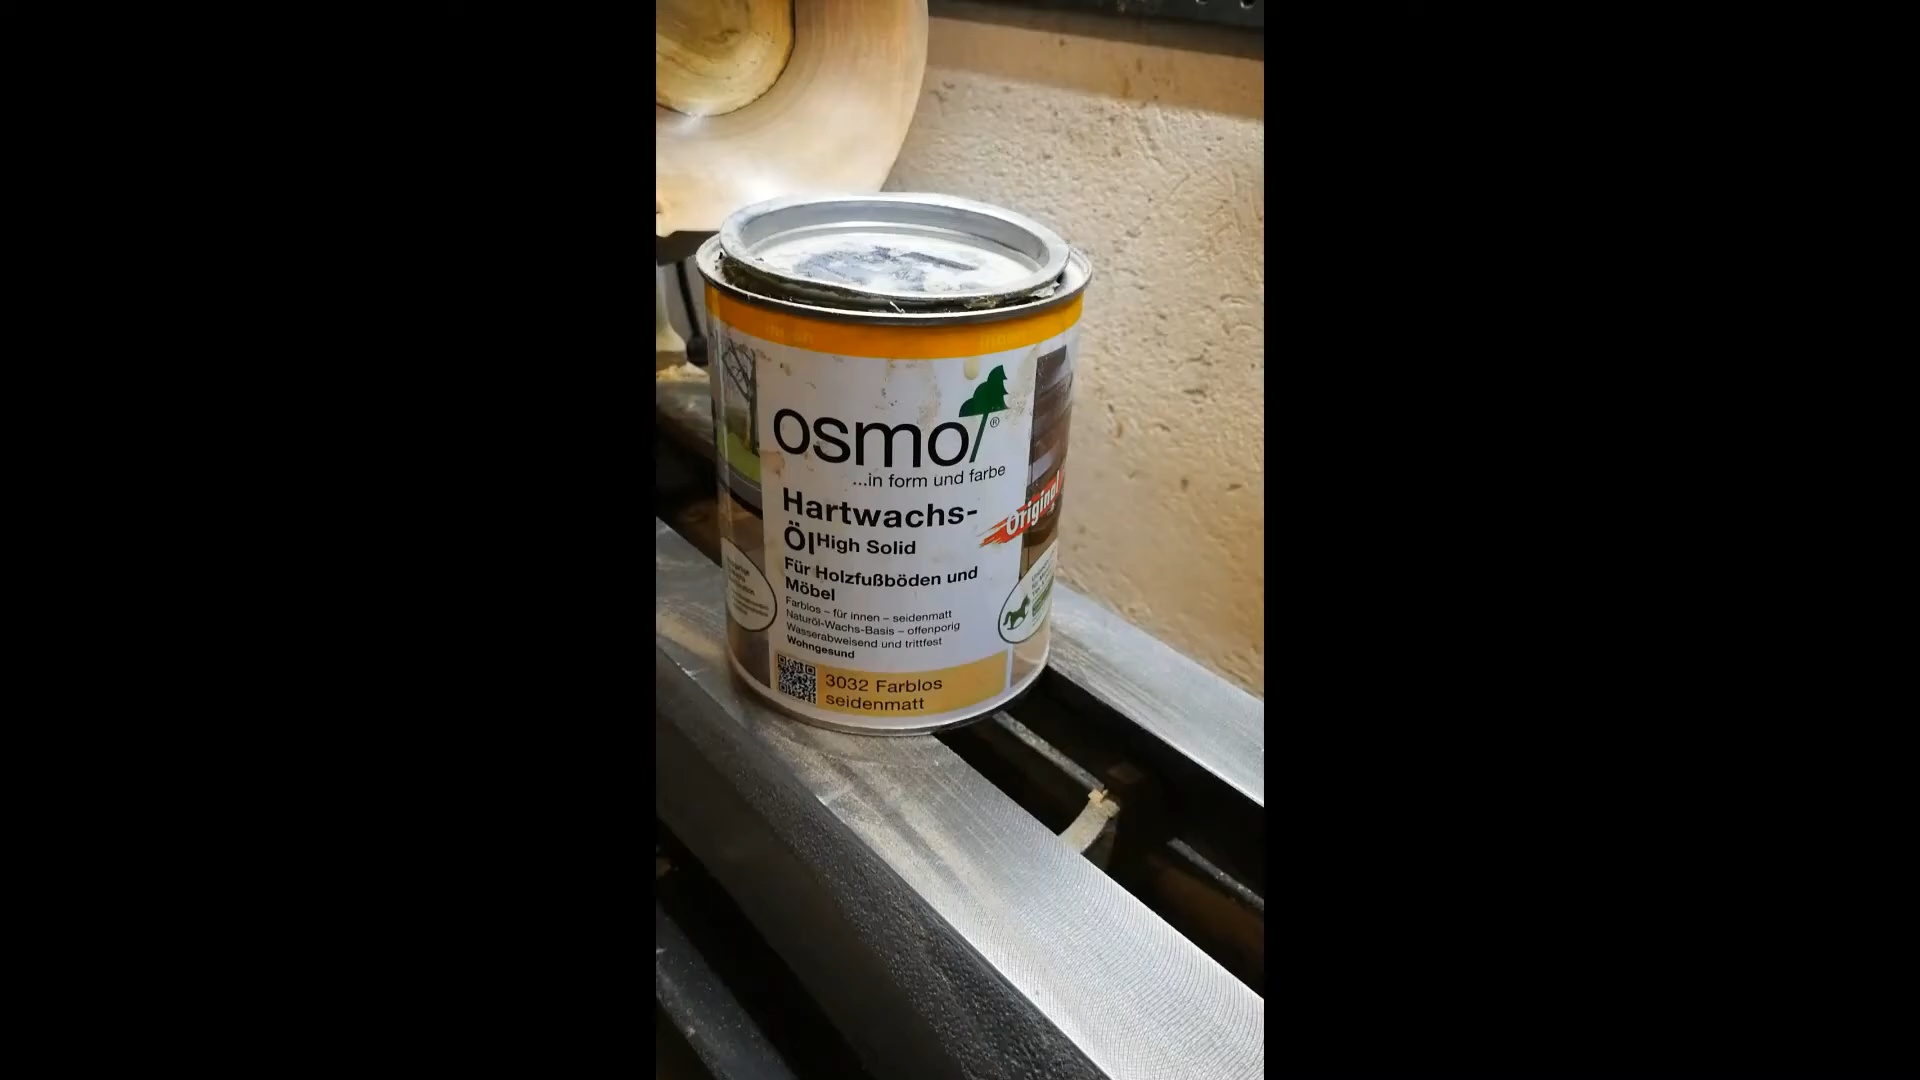 osmo®
...in form und farbe
Hartwachs-
Öl High Solid
Original
Für Holzfußböden und
Möbel
Farblos – für innen – seidenmatt
Naturöl-Wachs-Basis – offenporig
Wasserabweisend und trittfest
Wohngesund
3032 Farblos
seidenmatt